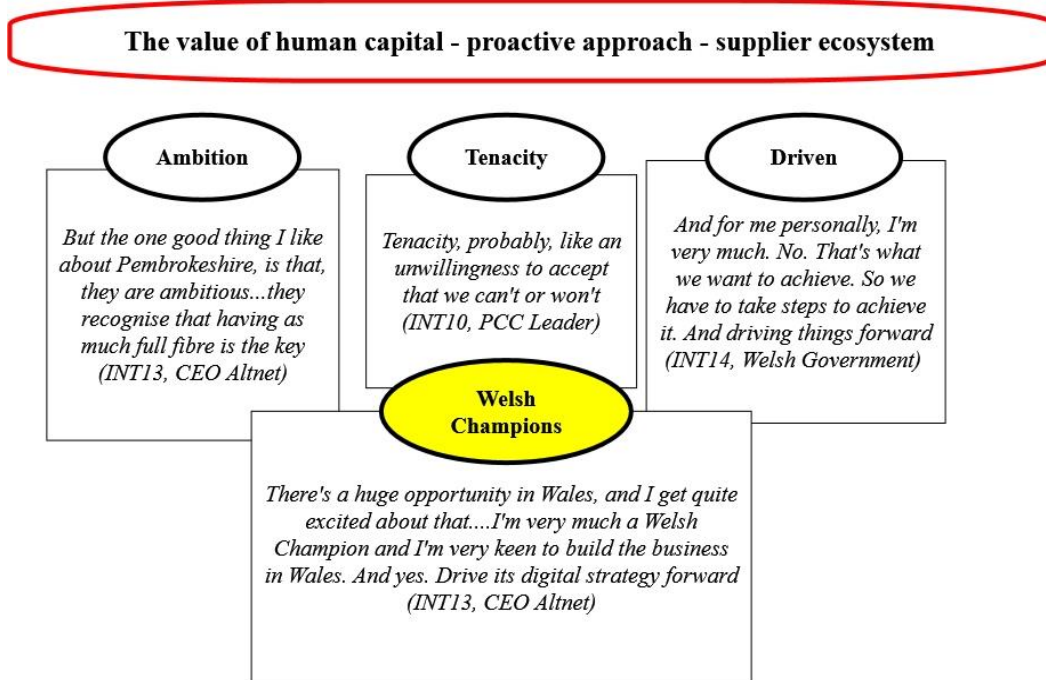 The value of human capital - proactive approach - supplier ecosystem
Ambition
But the one good thing I like
about Pembrokeshire, is that,
they are ambitious...they
recognise that having as
much full fibre is the key
(INT13, CEO Altnet)
Tenacity
Tenacity, probably, like an
unwillingness to accept
that we can't or won't
(INT10, PCC Leader)
Driven
And for me personally, I'm
very much. No. That's what
we want to achieve. So we
have to take steps to achieve
it. And driving things forward
(INT14, Welsh Government)
Welsh
Champions
There's a huge opportunity in Wales, and I get quite
excited about that....I'm very much a Welsh
Champion and I'm very keen to build the business
in Wales. And yes. Drive its digital strategy forward
(INT13, CEO Altnet)